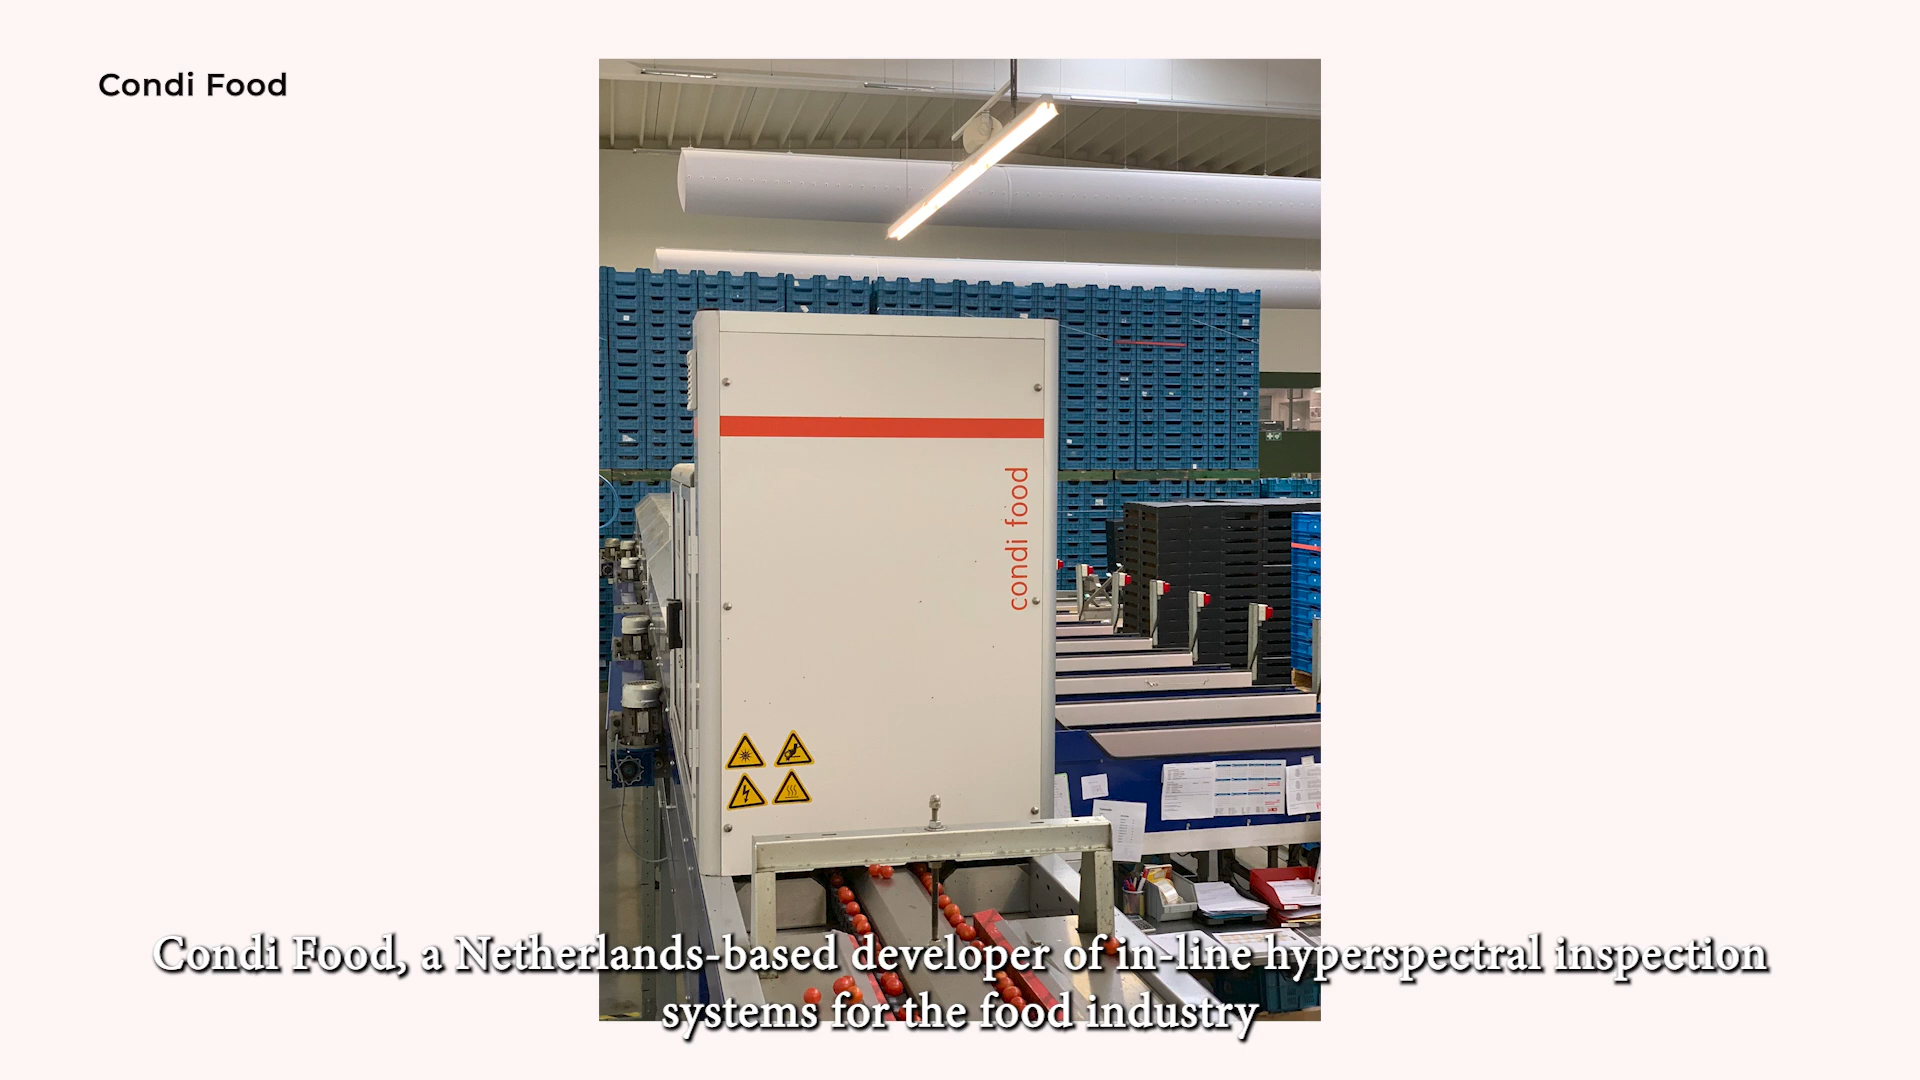 Condi Food
condi food
Condi Food, a Netherlands-based developer of in-line hyperspectral inspection
systems for the food industry